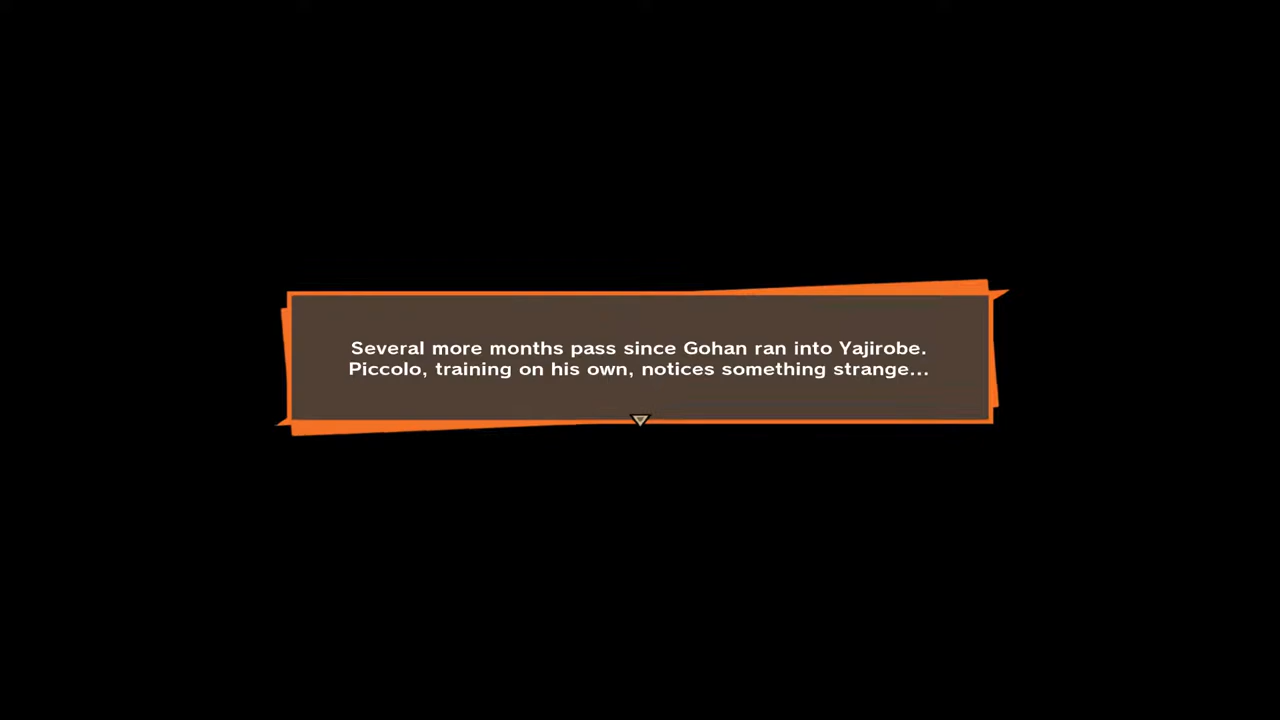 Several more months pass since Gohan ran into Yajirobe.
Piccolo, training on his own, notices something strange...